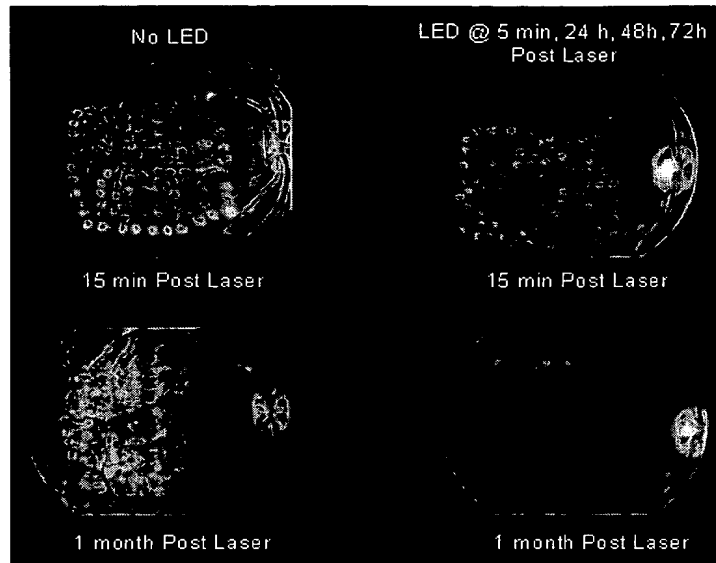 No LED
LED @ 5 min, 24 h, 48h, 72h
Post Laser
15 min Post Laser
15 min Post Laser
1 month Post Laser
1 month Post Laser